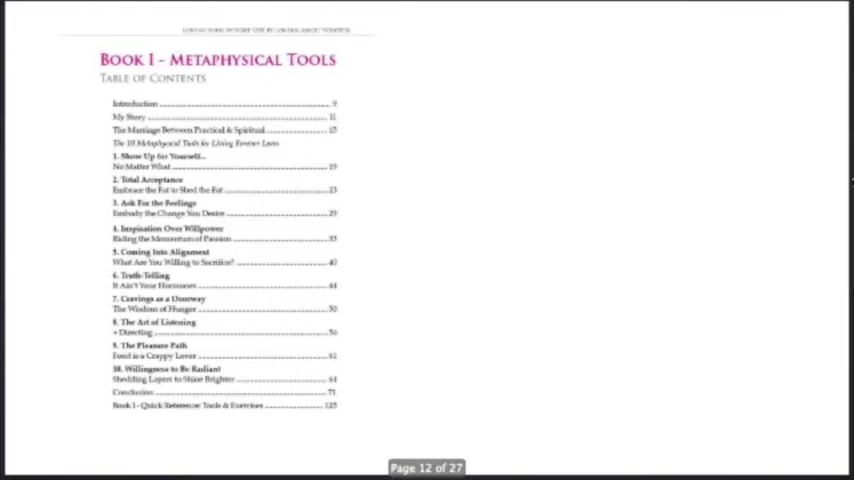 BOOK I - METAPHYSICAL TOOLS
TABLE OF CONTENTS
Introduction 9
My Story 11
The Marriage Between Practical & Spiritual 15
The 10 Metaphysical Tools for Living Forever Lean
1. Show Up for Yourself...
No Matter What 19
2. Total Acceptance
Embrace the Fat to Shed the Fat 23
3. Ask For the Feelings
Embody the Change You Desire 29
4. Inspiration Over Willpower
Riding the Momentum of Passion
5. Coming Into Alignment
What Are You Willing to Sacrifice? 40
6. Truth-Telling
It Ain't Your Hormones 44
7. Cravings as a Doorway
The Wisdom of Hunger 50
8. The Art of Listening
+ Directing 56
9. The Pleasure Path
Food is a Crappy Lover 61
10. Willingness to Be Radiant
Shedding Layers to Shine Brighter 64
Conclusion 71
Book I - Quick Reference: Tools & Exercises 125
Page 12 of 27